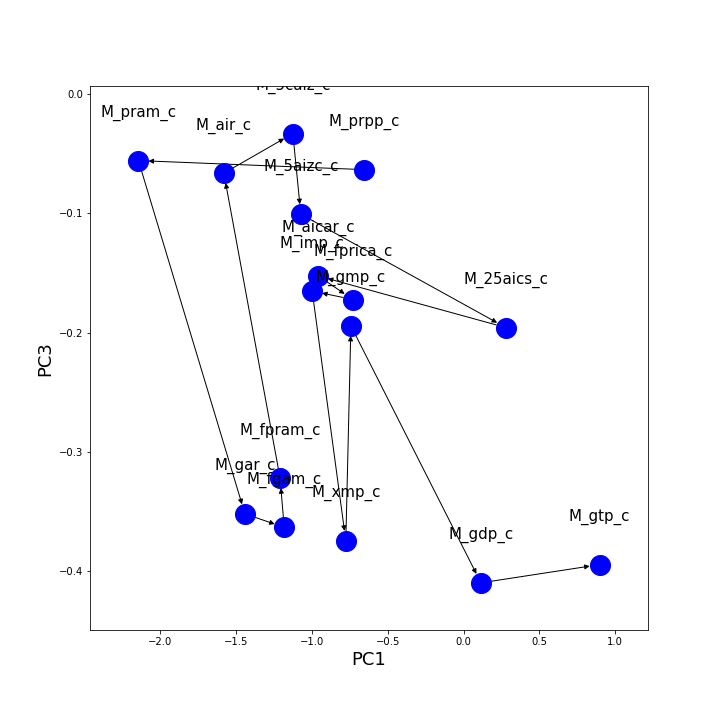 0.0
M_pram_c
M_air_c
M_prpp_c
M_5aizc_c
−0.1
M_aicar_c
M_imp_c
M_fprica_c
M_gmp_c
M_25aics_c
−0.2
−0.3
M_fpram_c
M_gar_c
M_fgam_c
M_xmp_c
M_gdp_c
M_gtp_c
−0.4
PC3
−2.0
−1.5
−1.0
−0.5
0.0
0.5
1.0
PC1